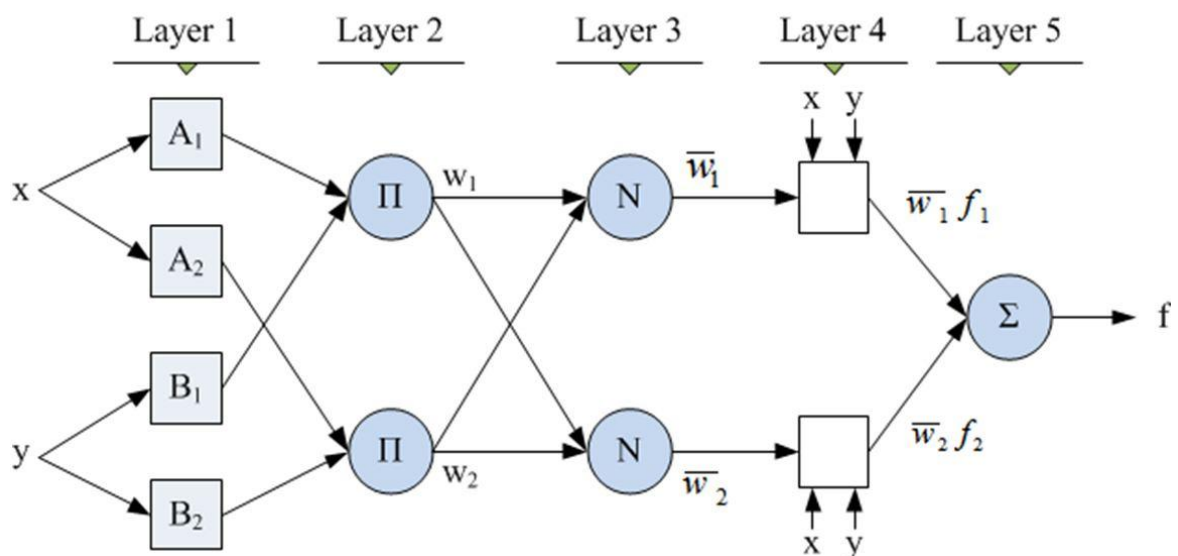 Layer 1 Layer 2 Layer 3 Layer 4 Layer 5
x y
A₁
Π w₁ N w̅₁
w̅₁ f₁
x
A₂
Σ f
B₁
w̅₂ f₂
y
Π w₂ N w̅₂
B₂
x y